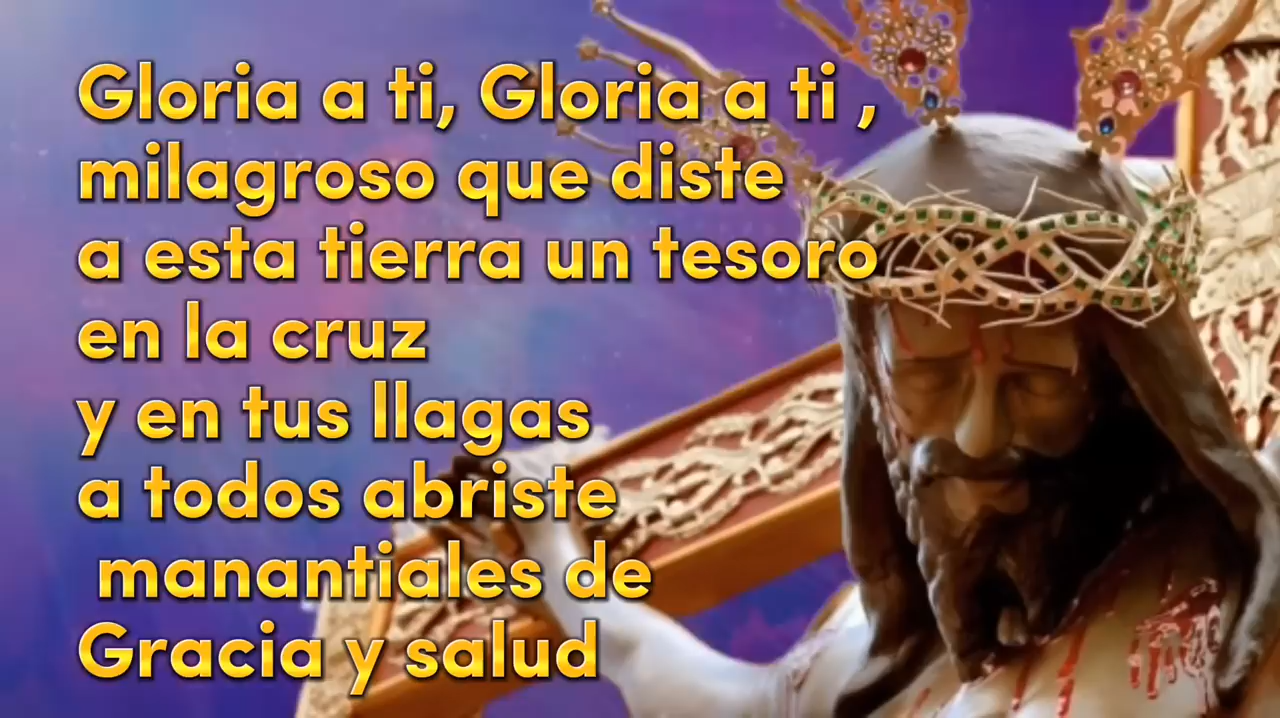 Gloria a ti, Gloria a ti ,
milagroso que diste
a esta tierra un tesoro
en la cruz
y en tus llagas
a todos abriste
manantiales de
Gracia y salud